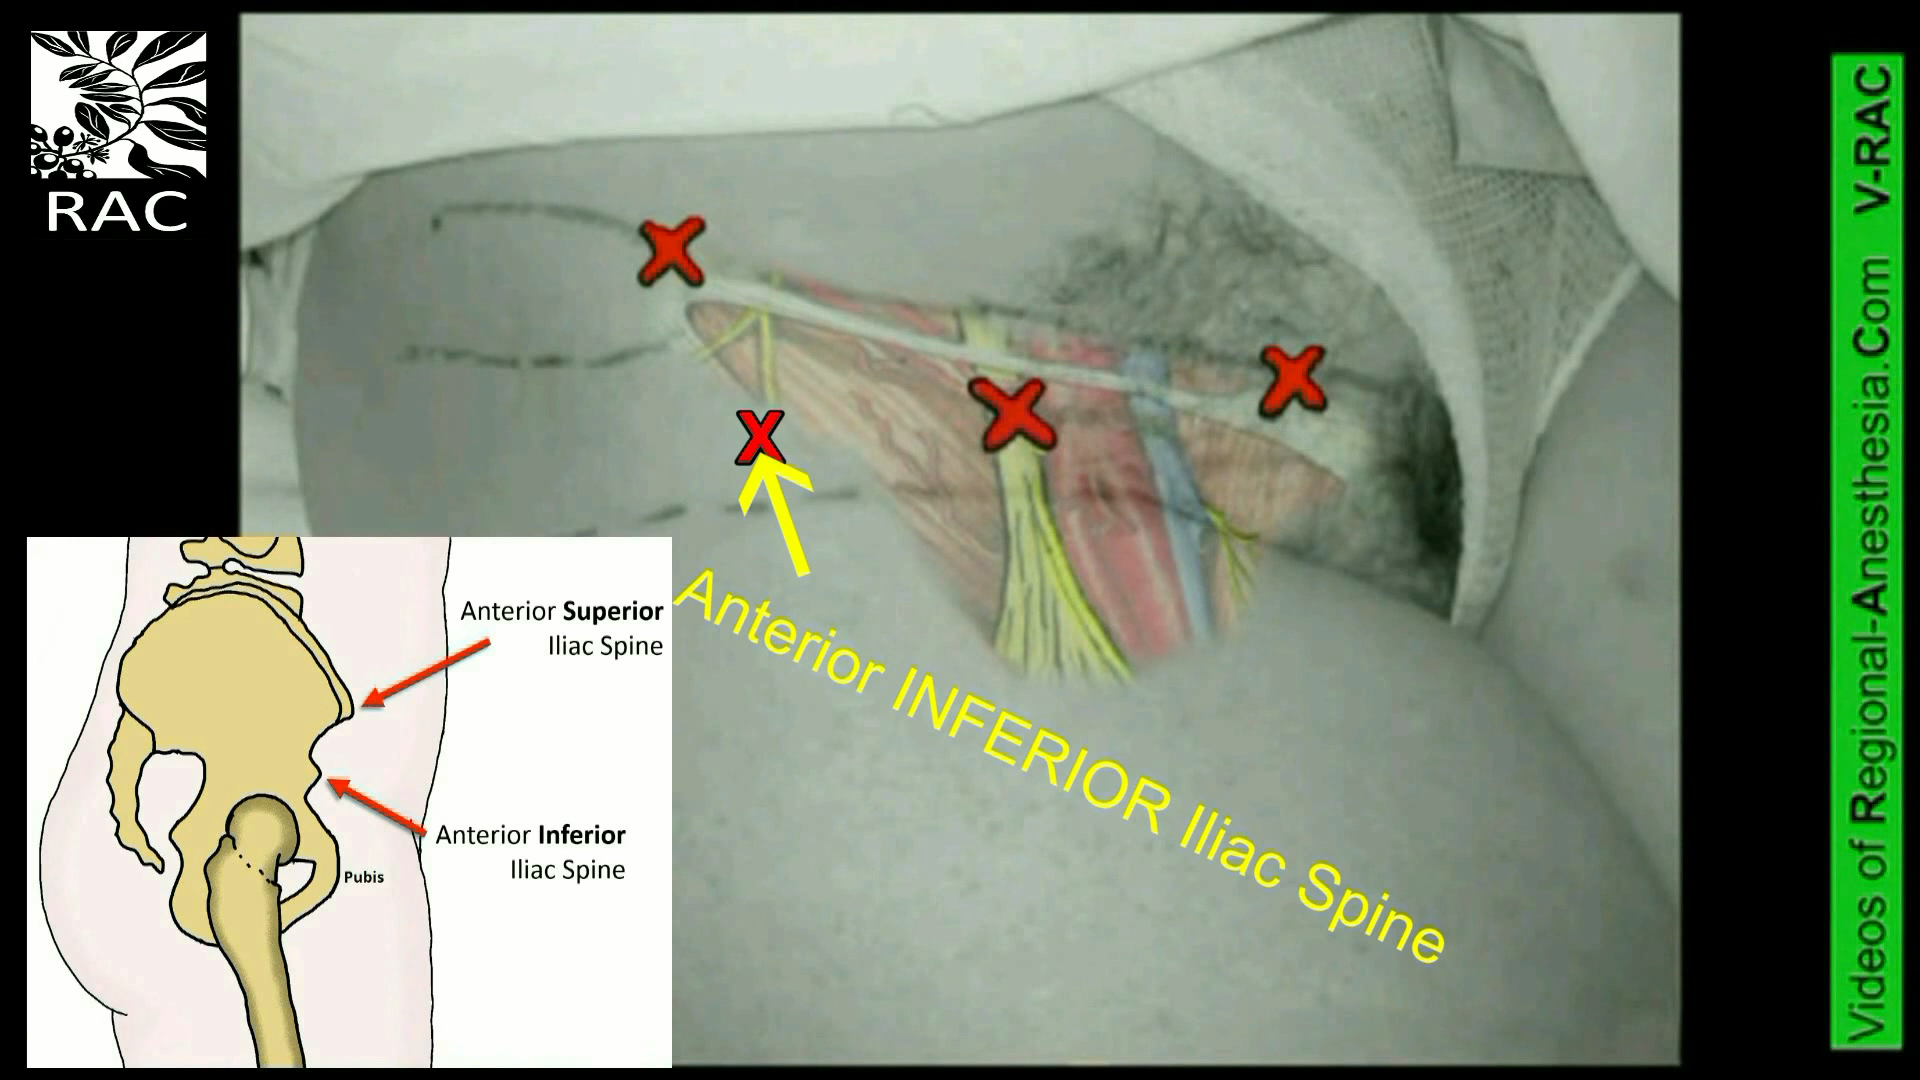 RAC
Anterior Superior
Iliac Spine
Anterior Inferior
Iliac Spine
Pubis
Anterior INFERIOR Iliac Spine
Videos of Regional-Anesthesia.Com V-RAC